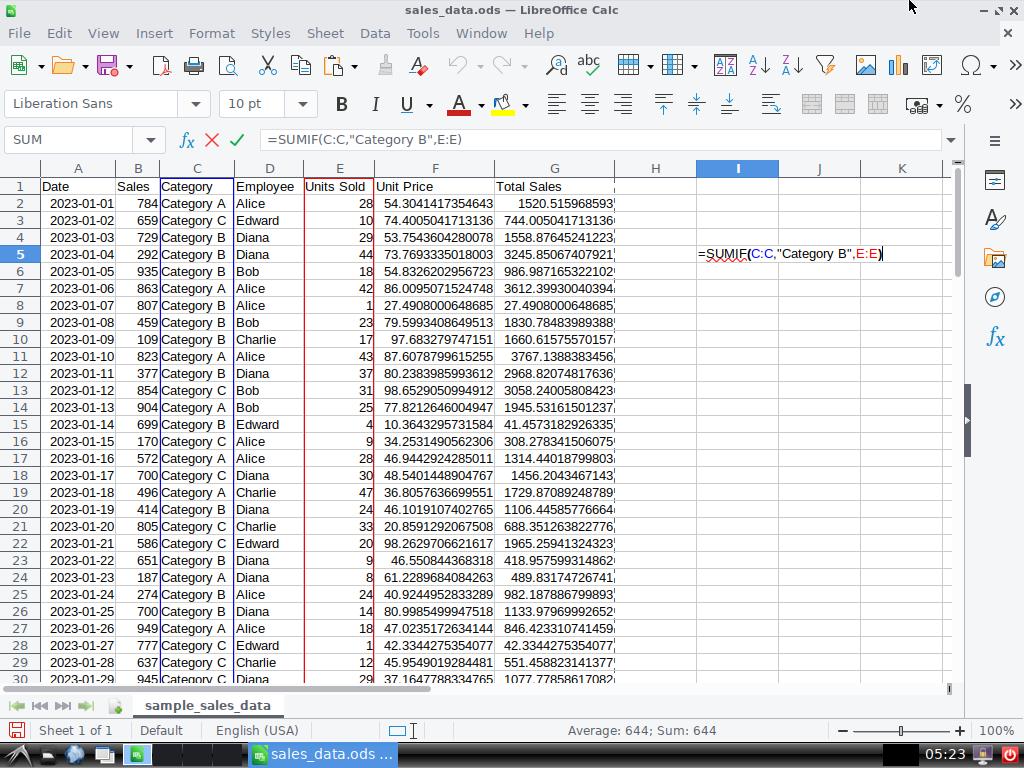 sales_data.ods — LibreOffice Calc
File Edit View Insert Format Styles Sheet Data Tools Window Help
Liberation Sans 10 pt B I U A %
SUM fx =SUMIF(C:C,"Category B",E:E)
A B C D E F G H I J K
1 Date Sales Category Employee Units Sold Unit Price Total Sales
2 2023-01-01 784 Category A Alice 28 54.3041417354643 1520.515968593
3 2023-01-02 659 Category C Edward 10 74.4005041713136 744.005041713136
4 2023-01-03 729 Category B Diana 29 53.7543604280078 1558.87645241223
5 2023-01-04 292 Category B Diana 44 73.7693335018003 3245.85067407921 =SUMIF(C:C,"Category B",E:E)
6 2023-01-05 935 Category B Bob 18 54.8326202956723 986.987165322102
7 2023-01-06 863 Category A Alice 42 86.0095071524748 3612.39930040394
8 2023-01-07 807 Category B Alice 1 27.4908000648685 27.4908000648685
9 2023-01-08 459 Category B Bob 23 79.5993408649513 1830.78483989388
10 2023-01-09 109 Category B Charlie 17 97.683279747151 1660.61575570157
11 2023-01-10 823 Category A Alice 43 87.6078799615255 3767.1388383456
12 2023-01-11 377 Category B Diana 37 80.2383985993612 2968.82074817636
13 2023-01-12 854 Category C Bob 31 98.6529050994912 3058.24005808423
14 2023-01-13 904 Category A Bob 25 77.8212646004947 1945.53161501237
15 2023-01-14 699 Category B Edward 4 10.3643295731584 41.4573182926335
16 2023-01-15 170 Category C Alice 9 34.2531490562306 308.278341506075
17 2023-01-16 572 Category A Alice 28 46.9442924285011 1314.4401879980 3
18 2023-01-17 700 Category C Diana 30 48.5401448904767 1456.2043467143
19 2023-01-18 496 Category A Charlie 47 36.8057636699551 1729.87089248789
20 2023-01-19 414 Category B Diana 24 46.1019107402765 1106.44585776664
21 2023-01-20 805 Category C Charlie 33 20.8591292067508 688.351263822776
22 2023-01-21 586 Category C Edward 20 98.2629706621617 1965.25941324323
23 2023-01-22 651 Category B Diana 9 46.550844368318 418.957599314862
24 2023-01-23 187 Category A Diana 8 61.2289684084263 489.83174726741
25 2023-01-24 274 Category B Alice 24 40.9244952833289 982.187886799893
26 2023-01-25 700 Category B Diana 14 80.9985499947518 1133.97969992652
27 2023-01-26 949 Category A Alice 18 47.0235172634144 846.423310741459
28 2023-01-27 777 Category C Edward 1 42.3344275354077 42.3344275354077
29 2023-01-28 637 Category C Charlie 12 45.9549019284481 551.458823141377
30 2023-01-29 945 Category C Diana 29 37.1647788334765 1077.77858617082
sample_sales_data
Sheet 1 of 1 Default English (USA) Average: 644; Sum: 644 100%
sales_data.ods ... 05:23